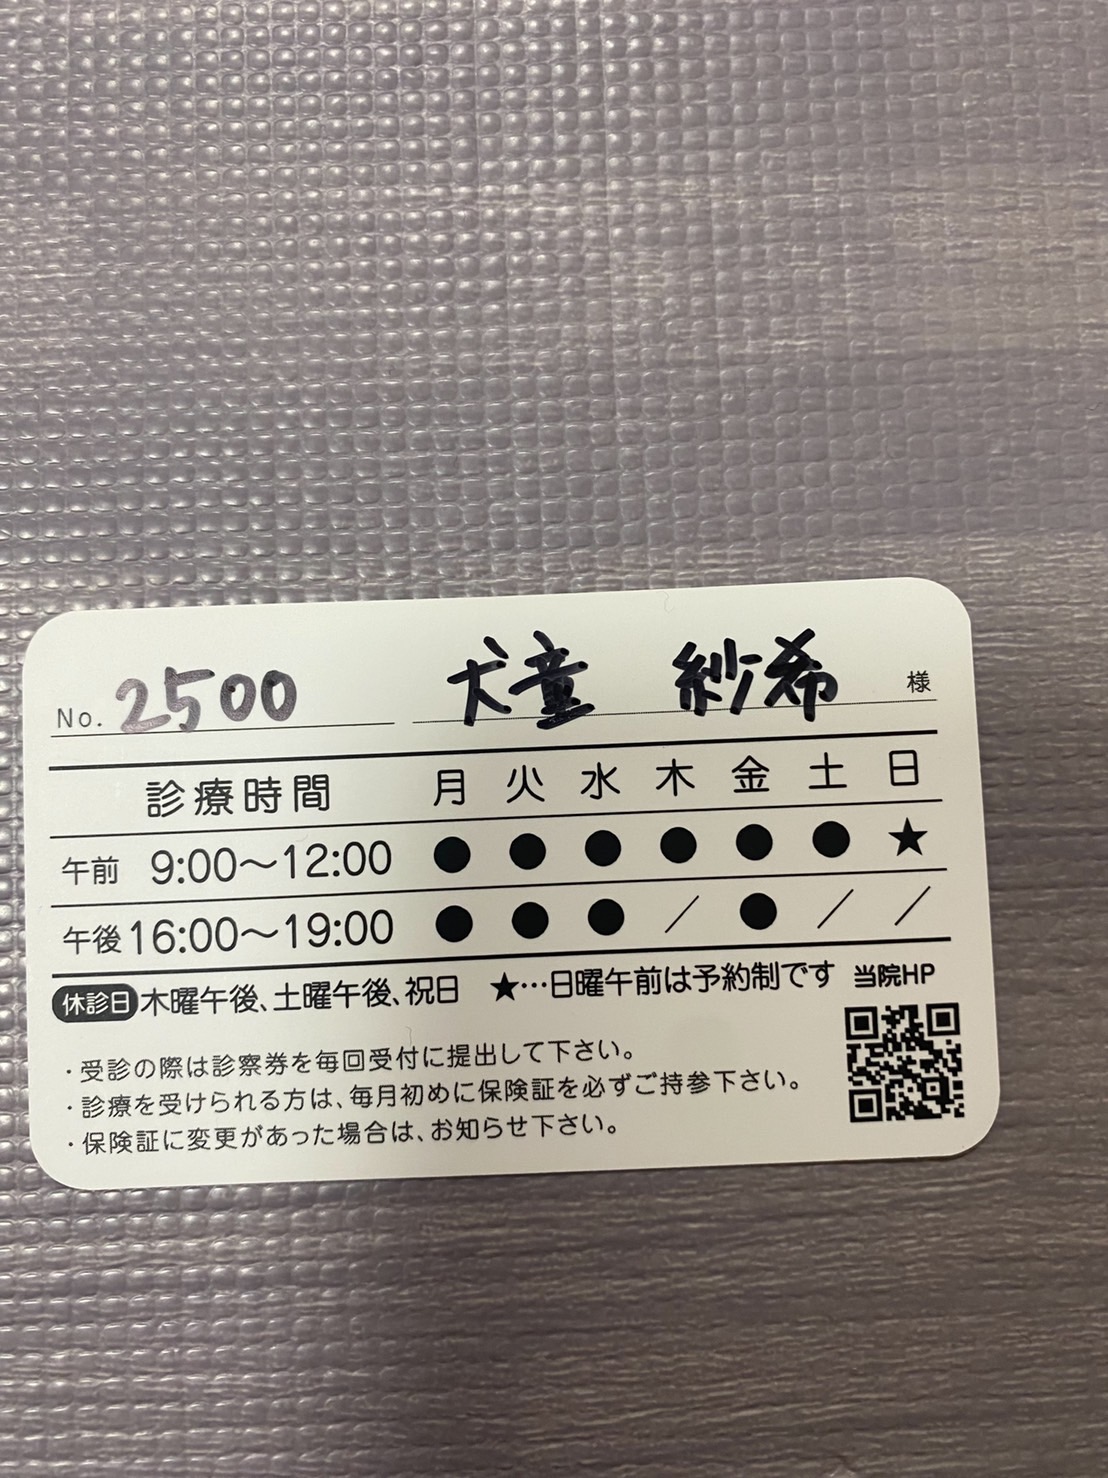 No. 2500 犬童 紗希 様
診療時間 月 火 水 木 金 土 日
午前 9:00〜12:00 ● ● ● ● ● ● ★
午後 16:00〜19:00 ● ● ● ／ ● ／ ／
休診日 木曜午後、土曜午後、祝日 ★…日曜午前は予約制です 当院HP
・受診の際は診察券を毎回受付に提出して下さい。
・診療を受けられる方は、毎月初めに保険証を必ずご持参下さい。
・保険証に変更があった場合は、お知らせ下さい。